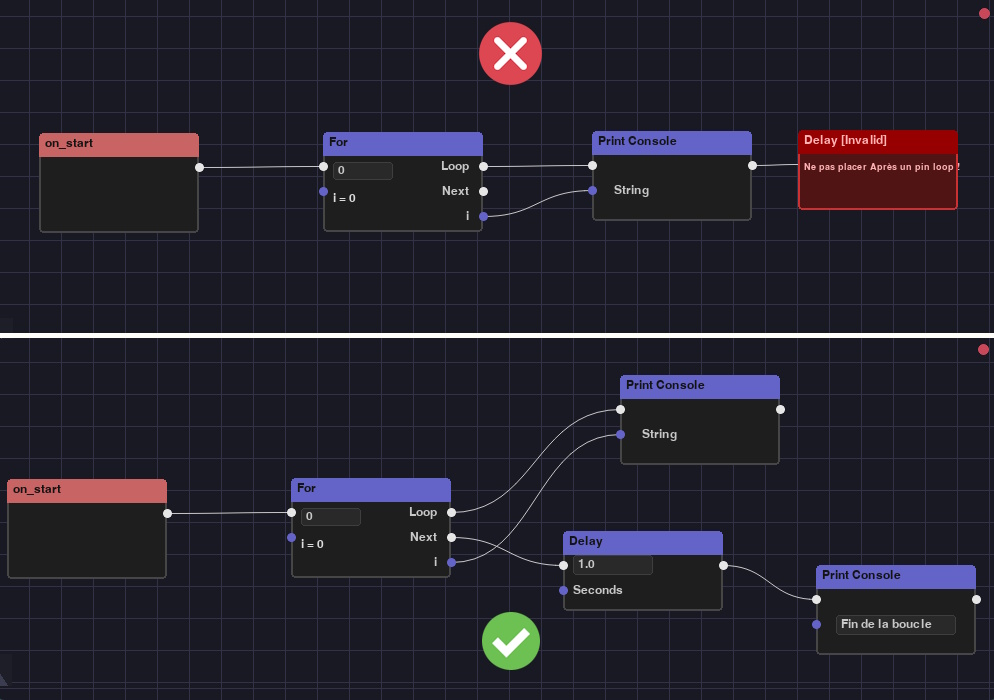 on_start
For
0
i = 0
Loop
Next
i
Print Console
String
Delay [Invalid]
Ne pas placer Après un pin loop !
on_start
For
0
i = 0
Loop
Next
i
Print Console
String
Delay
1.0
Seconds
Print Console
Fin de la boucle